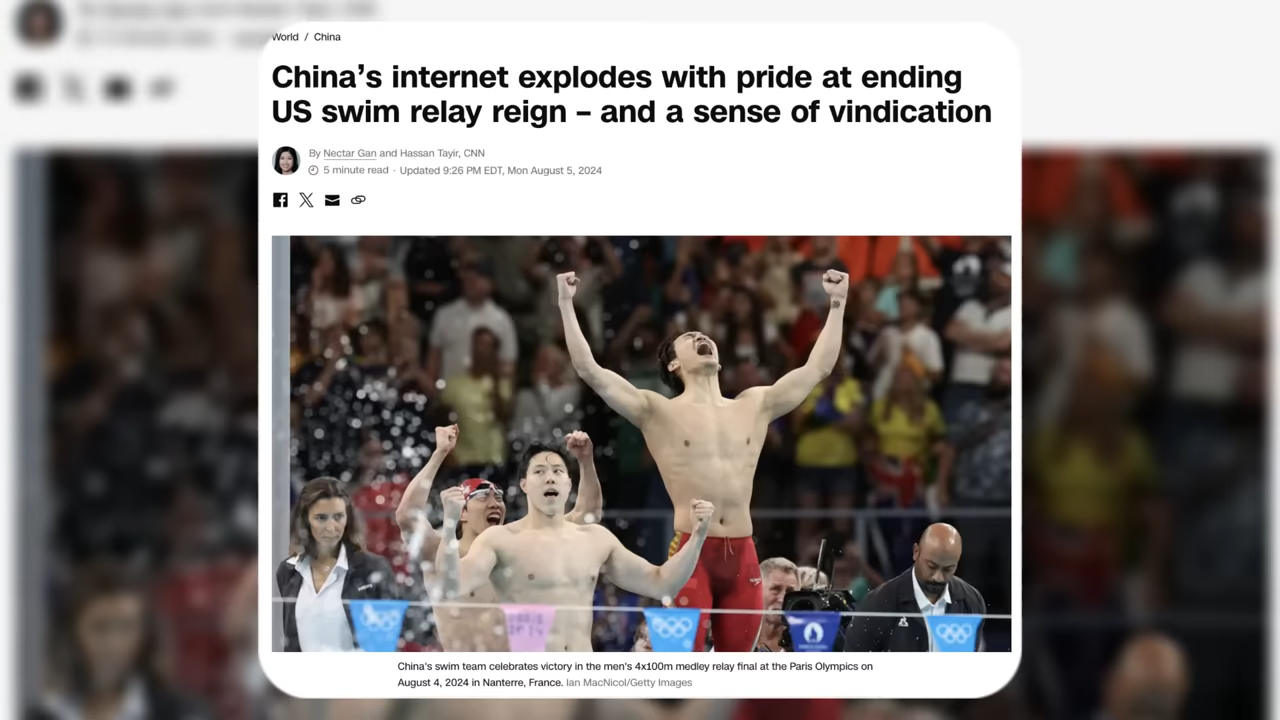 World / China
China's internet explodes with pride at ending
US swim relay reign – and a sense of vindication
By Nectar Gan and Hassan Tayir, CNN
5 minute read · Updated 9:26 PM EDT, Mon August 5, 2024
China's swim team celebrates victory in the men's 4x100m medley relay final at the Paris Olympics on
August 4, 2024 in Nanterre, France. Ian MacNicol/Getty Images